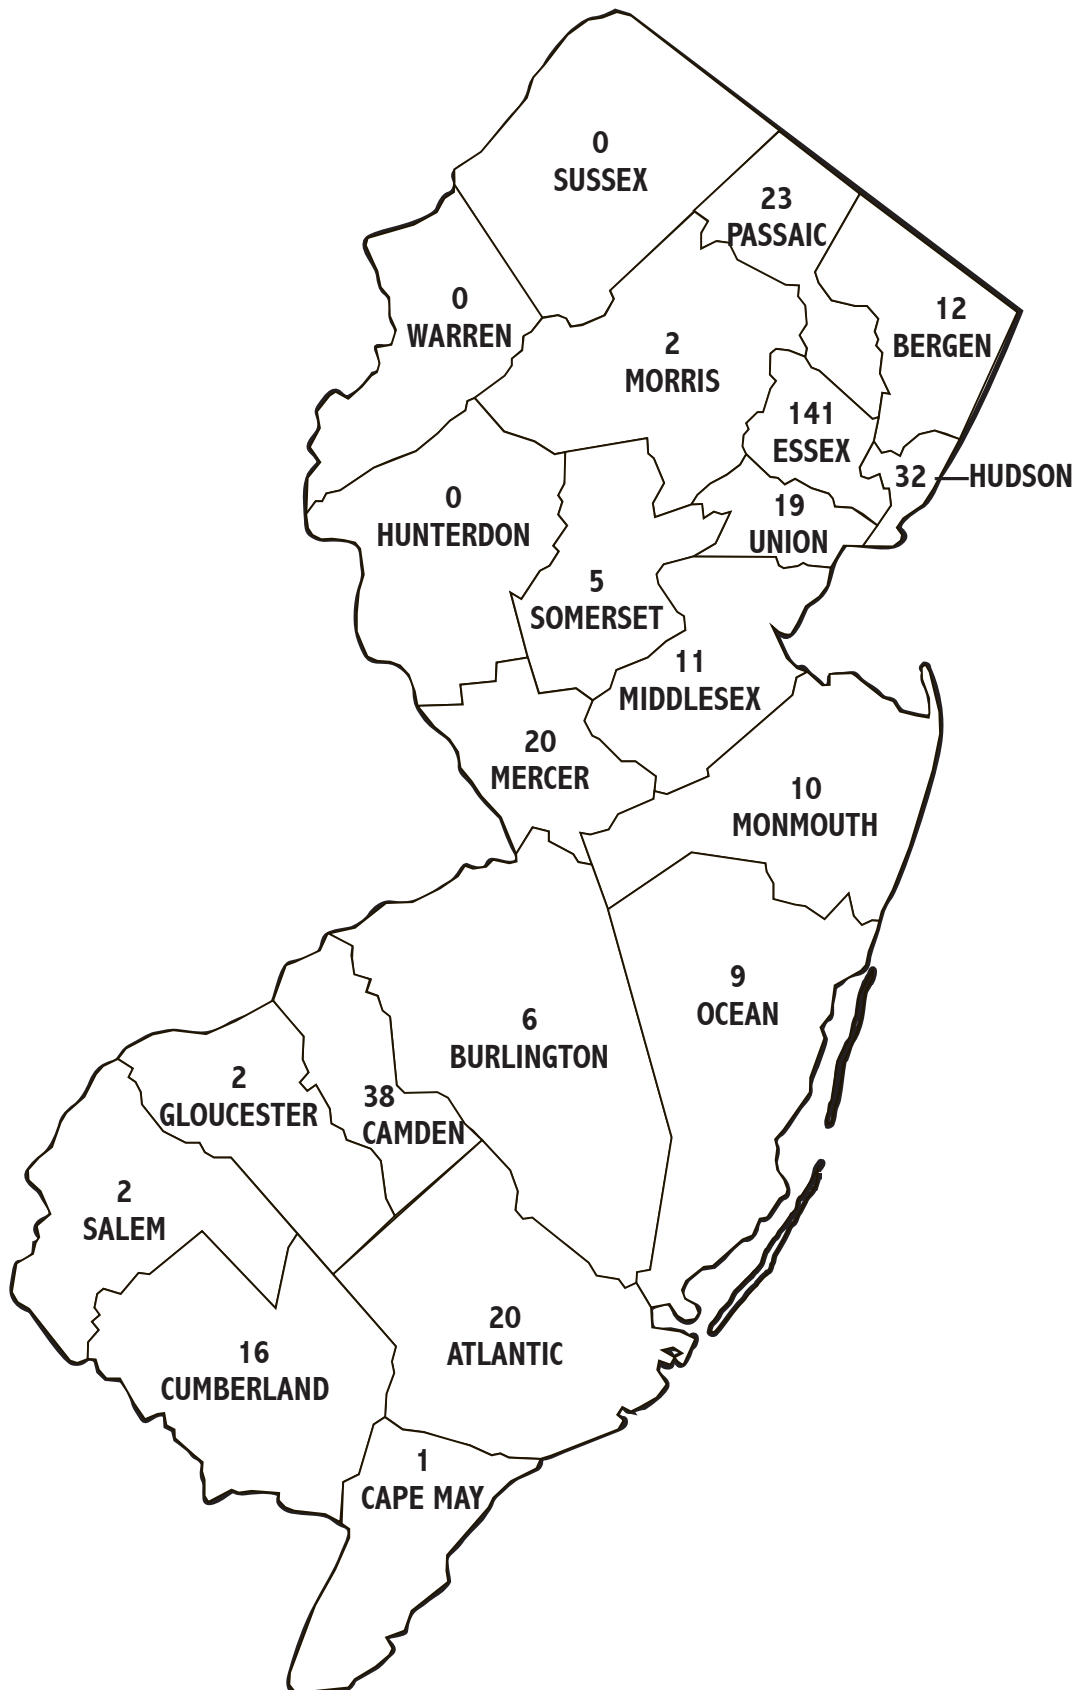 0
SUSSEX
23
PASSAIC
0
WARREN
12
BERGEN
2
MORRIS
141
ESSEX
32
HUDSON
0
HUNTERDON
19
UNION
5
SOMERSET
11
MIDDLESEX
20
MERCER
10
MONMOUTH
9
OCEAN
6
BURLINGTON
2
GLOUCESTER
38
CAMDEN
2
SALEM
20
ATLANTIC
16
CUMBERLAND
1
CAPE MAY